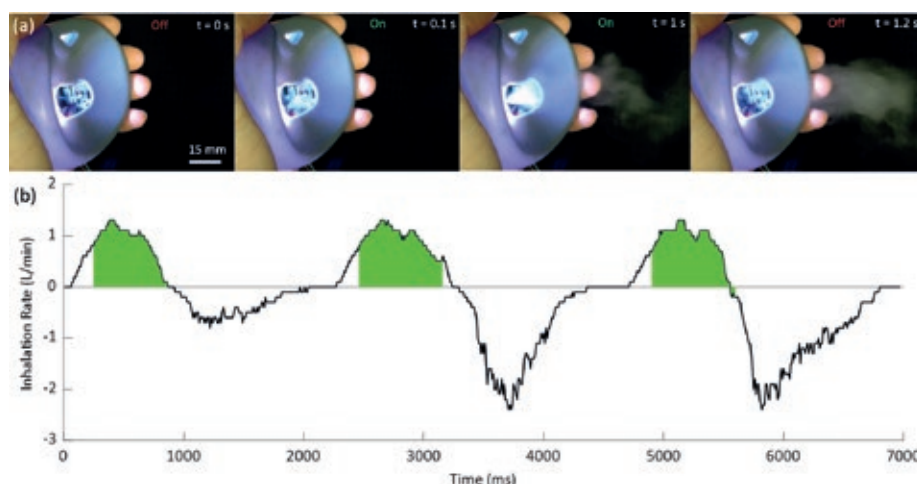 (a) Off t = 0 s On t = 0.1 s On t = 1 s Off t = 1.2 s
15 mm
(b)
2
1
0
-1
-2
-3
Inhalation Rate (L/min)
0 1000 2000 3000 4000 5000 6000 7000
Time (ms)